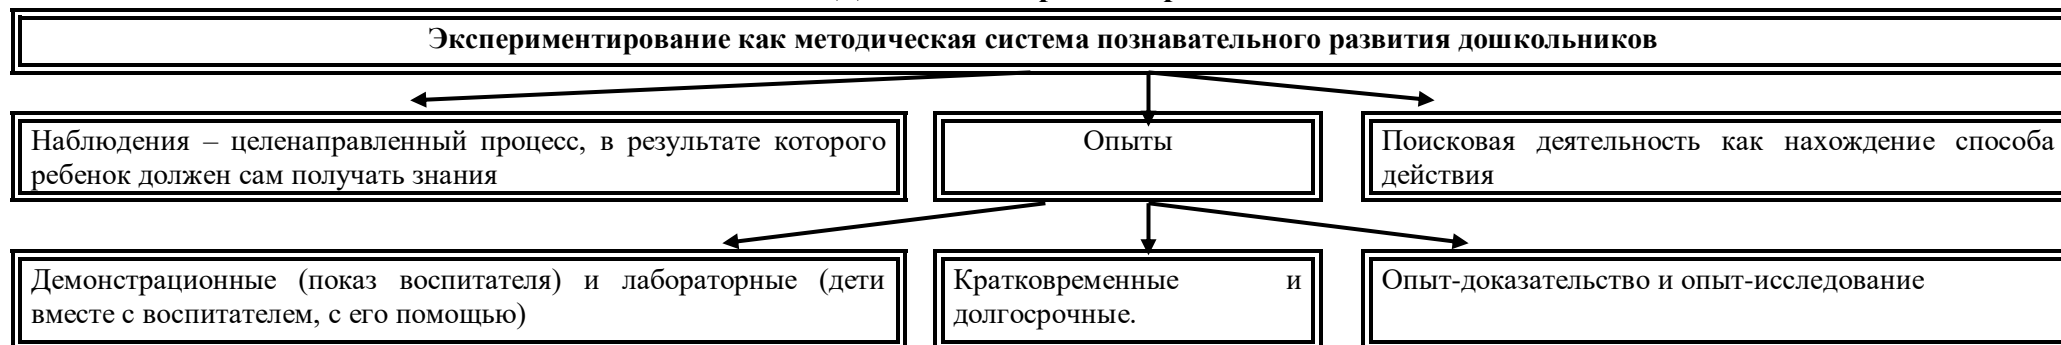 Экспериментирование как методическая система познавательного развития дошкольников
Наблюдения – целенаправленный процесс, в результате которого
ребенок должен сам получать знания
Опыты
Поисковая деятельность как нахождение способа
действия
Демонстрационные (показ воспитателя) и лабораторные (дети
вместе с воспитателем, с его помощью)
Кратковременные и
долгосрочные.
Опыт-доказательство и опыт-исследование